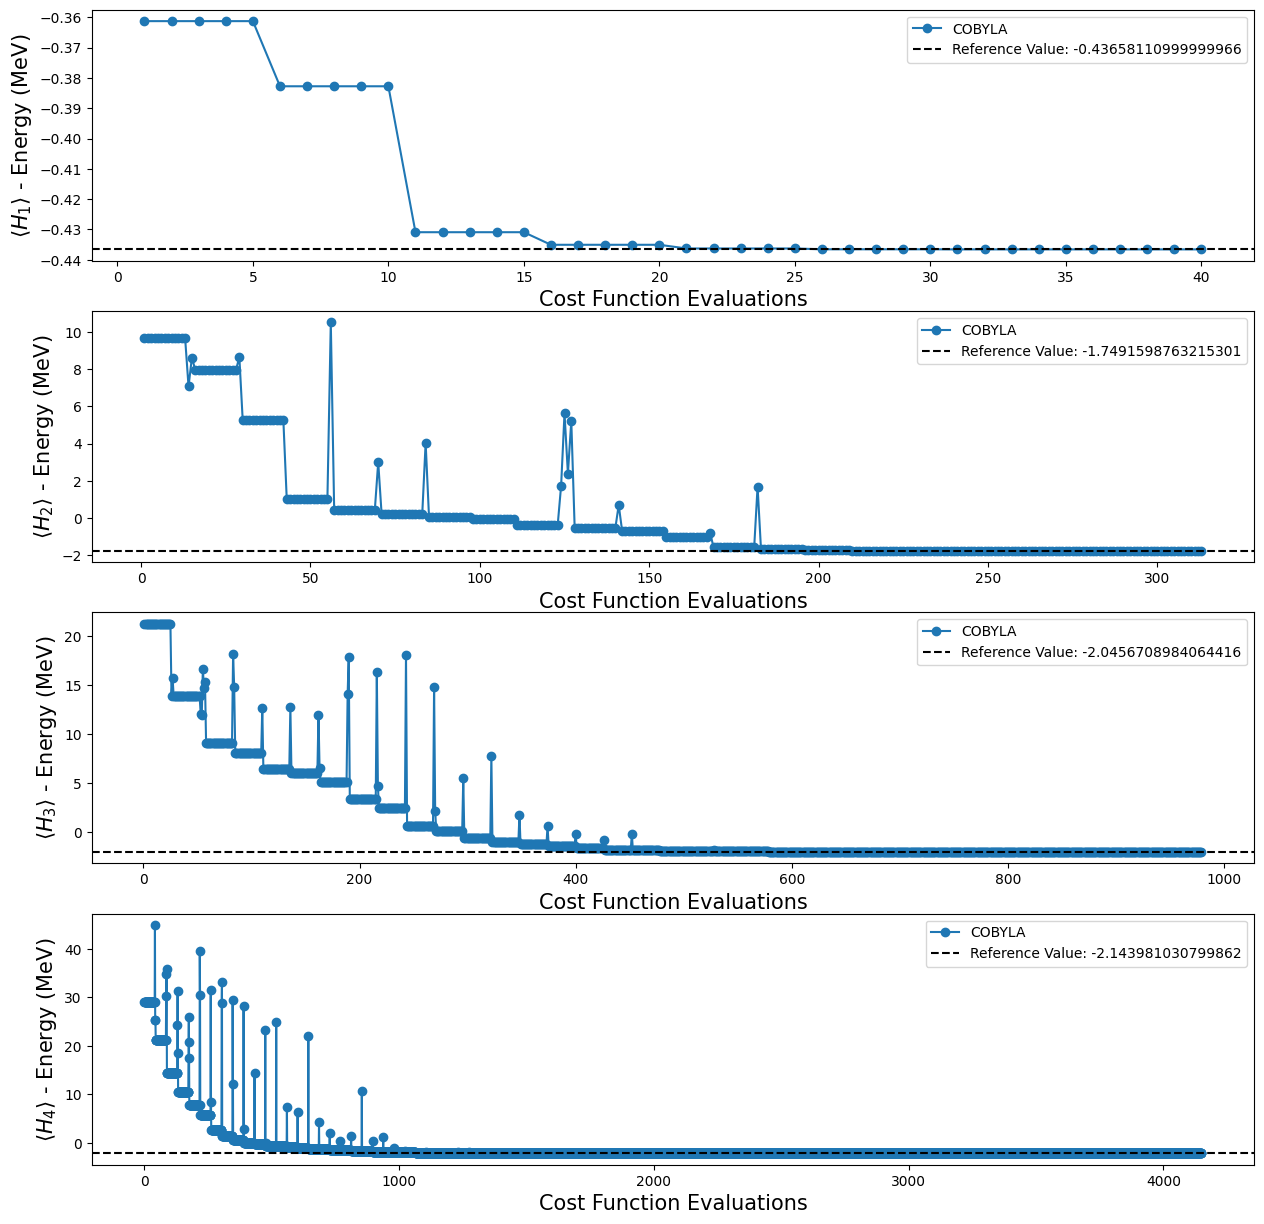 −0.36
−0.37
−0.38
−0.39
−0.40
−0.41
−0.42
−0.43
−0.44
⟨H₁⟩ - Energy (MeV)
COBYLA
Reference Value: -0.43658110999999966
0 5 10 15 20 25 30 35 40
Cost Function Evaluations
10
8
6
4
2
0
−2
⟨H₂⟩ - Energy (MeV)
COBYLA
Reference Value: -1.7491598763215301
0 50 100 150 200 250 300
Cost Function Evaluations
20
15
10
5
0
⟨H₃⟩ - Energy (MeV)
COBYLA
Reference Value: -2.0456708984064416
0 200 400 600 800 1000
Cost Function Evaluations
40
30
20
10
0
⟨H₄⟩ - Energy (MeV)
COBYLA
Reference Value: -2.143981030799862
0 1000 2000 3000 4000
Cost Function Evaluations